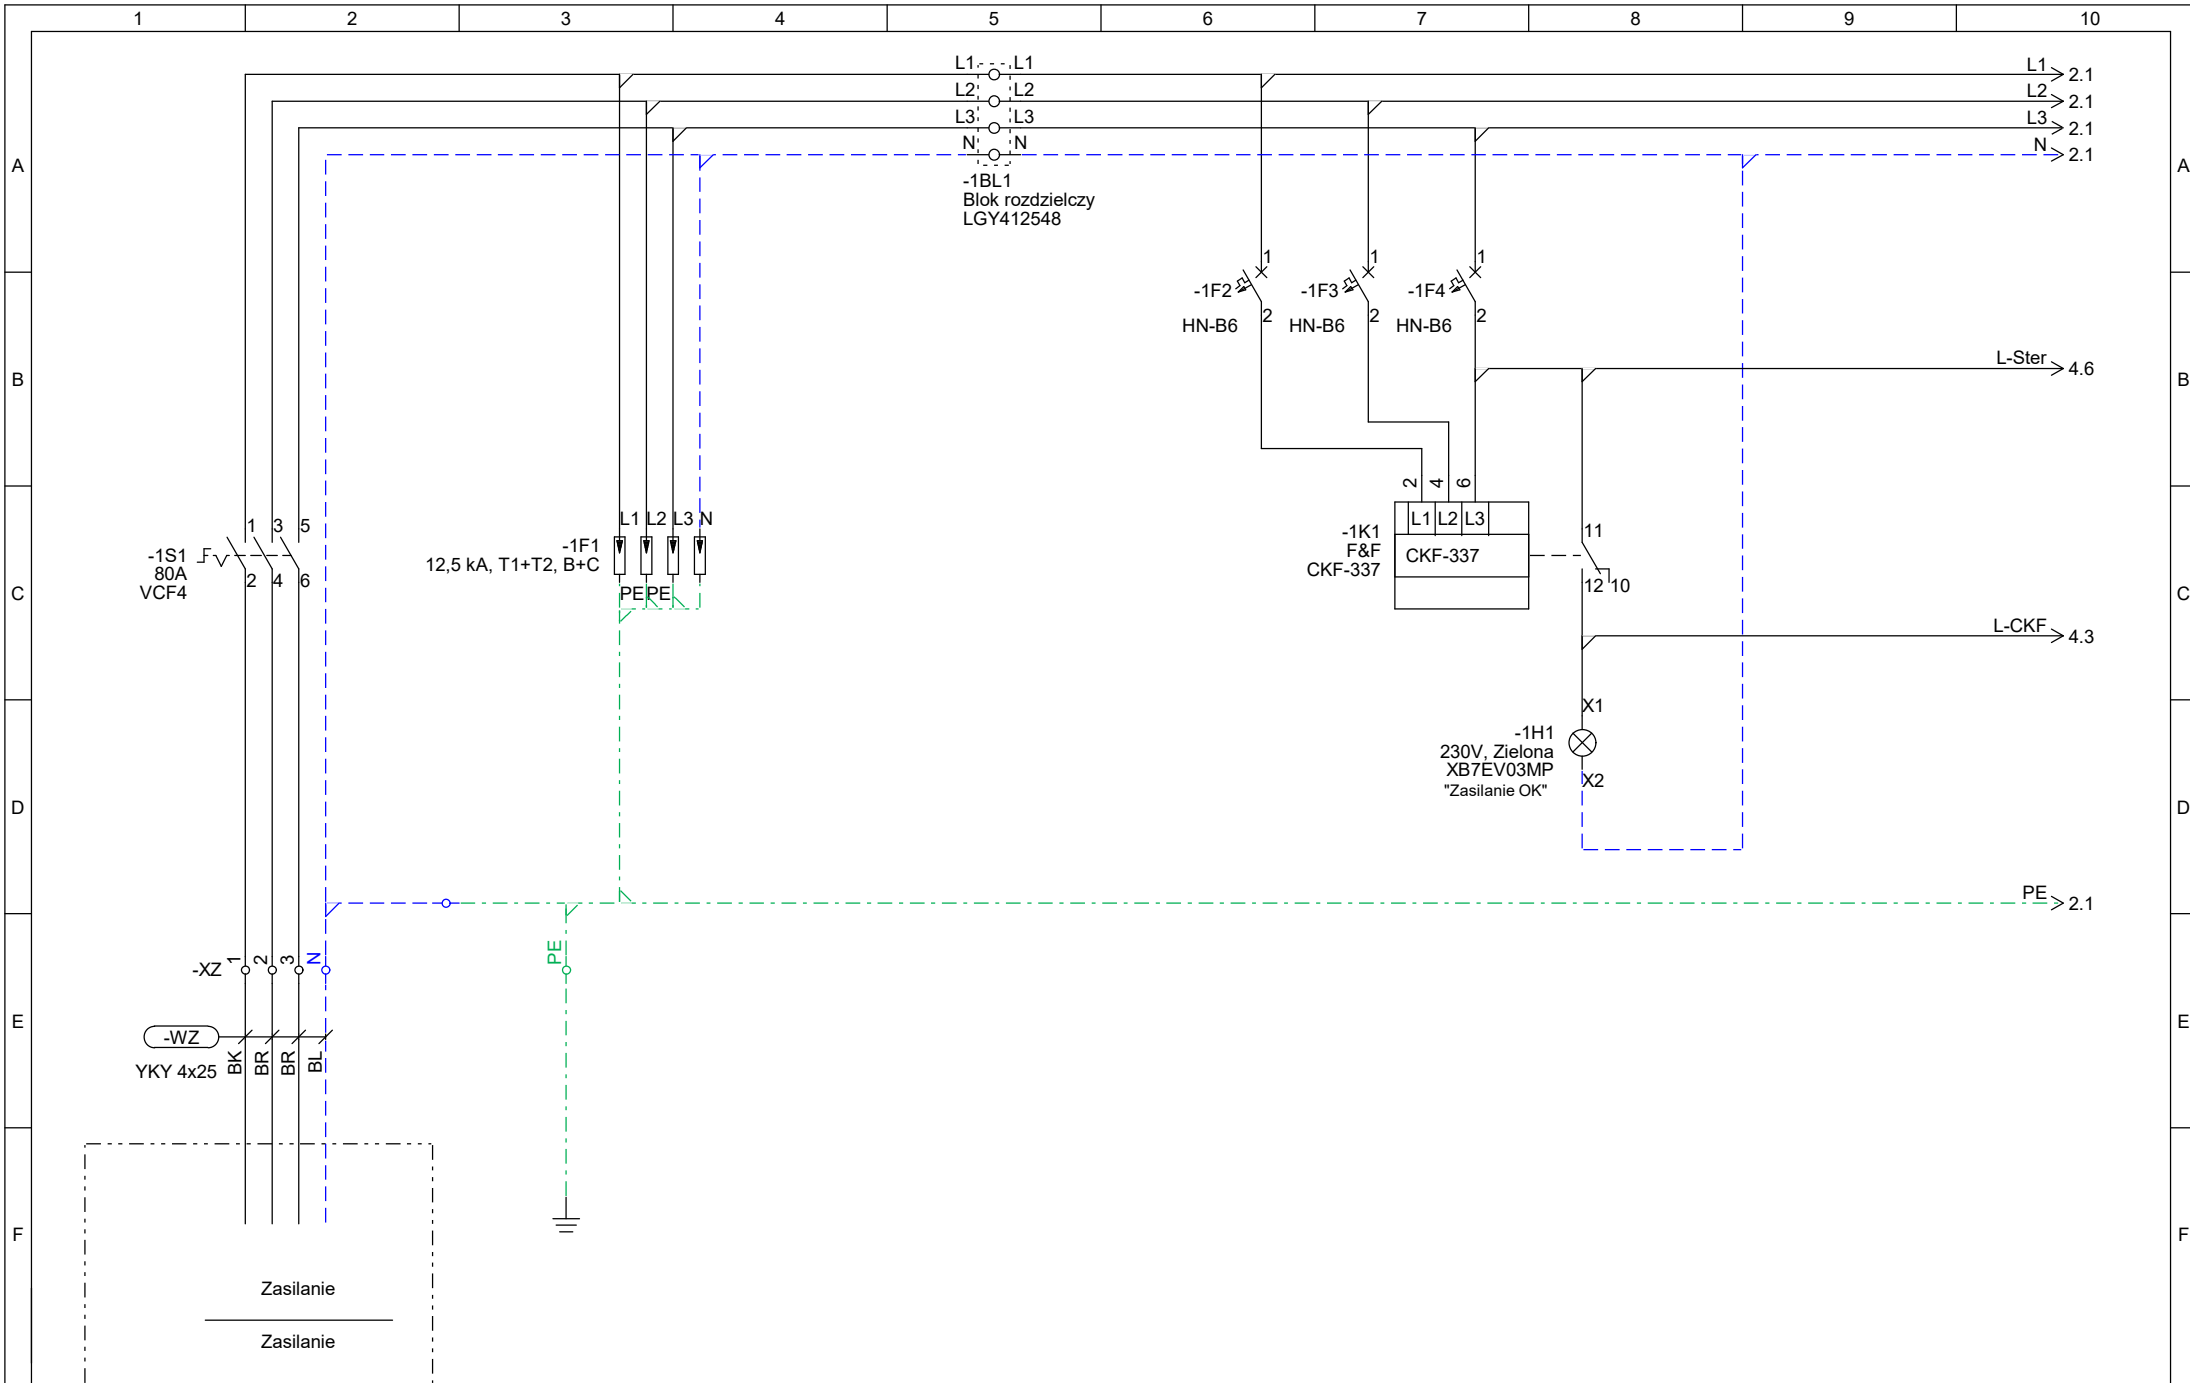 1 2 3 4 5 6 7 8 9 10
L1 L1 L1 2.1
L2 L2 L2 2.1
L3 L3 L3 2.1
N N N 2.1
A A
-1BL1
Blok rozdzielczy
LGY412548
1 1 1
-1F2 -1F3 -1F4
2 2 2
HN-B6 HN-B6 HN-B6
L-Ster 4.6
B B
2 4 6
L1 L2 L3 N
L1 L2 L3
1 3 5
11
-1S1
80A
VCF4
2 4 6
-1F1
12,5 kA, T1+T2, B+C
PE PE
-1K1
F&F
CKF-337
CKF-337
12 10
C C
L-CKF 4.3
X1
-1H1
230V, Zielona
XB7EV03MP
"Zasilanie OK"
X2
D D
PE 2.1
-XZ 1 2 3 N
PE
E E
-WZ
YKY 4x25
BK BR BR BL
F F
Zasilanie
Zasilanie